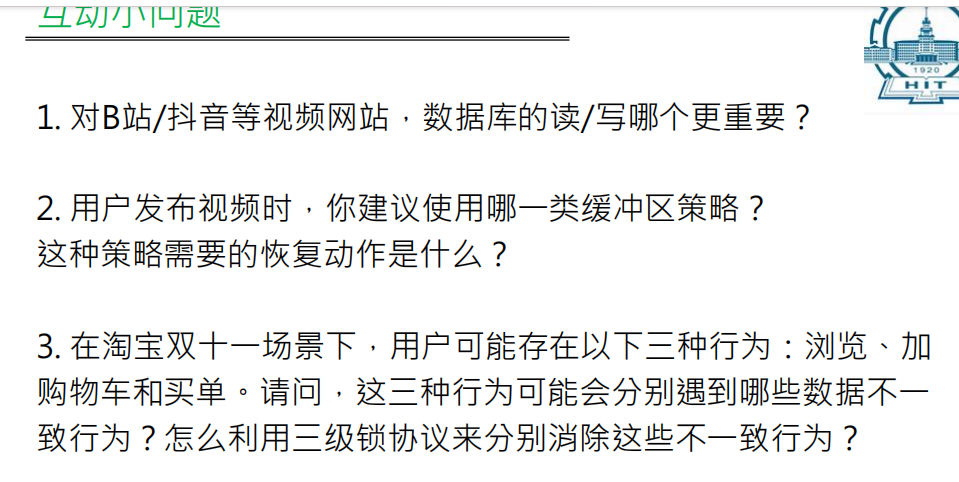 互动小问题
1920
HIT
1. 对B站/抖音等视频网站，数据库的读/写哪个更重要？
2. 用户发布视频时，你建议使用哪一类缓冲区策略？
这种策略需要的恢复动作是什么？
3. 在淘宝双十一场景下，用户可能存在以下三种行为：浏览、加
购物车和买单。请问，这三种行为可能会分别遇到哪些数据不一
致行为？怎么利用三级锁协议来分别消除这些不一致行为？